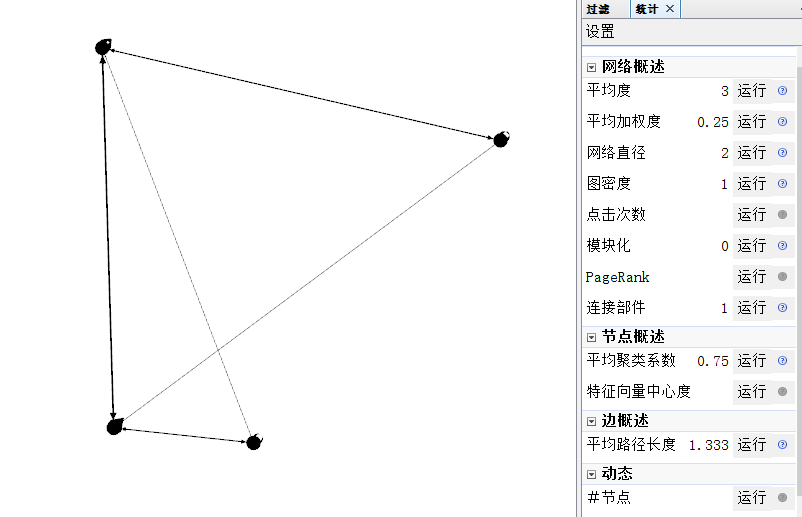 过滤 统计 ×
设置
网络概述
平均度 3 运行
平均加权度 0.25 运行
网络直径 2 运行
图密度 1 运行
点击次数 运行
模块化 0 运行
PageRank 运行
连接部件 1 运行
节点概述
平均聚类系数 0.75 运行
特征向量中心度 运行
边概述
平均路径长度 1.333 运行
动态
#节点 运行